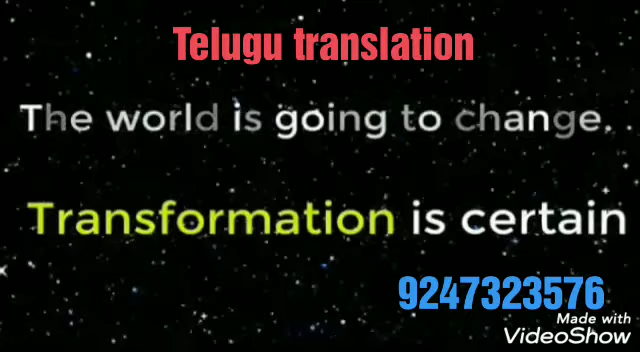 Telugu translation
The world is going to change.
Transformation is certain
9247323576
Made with
VideoShow